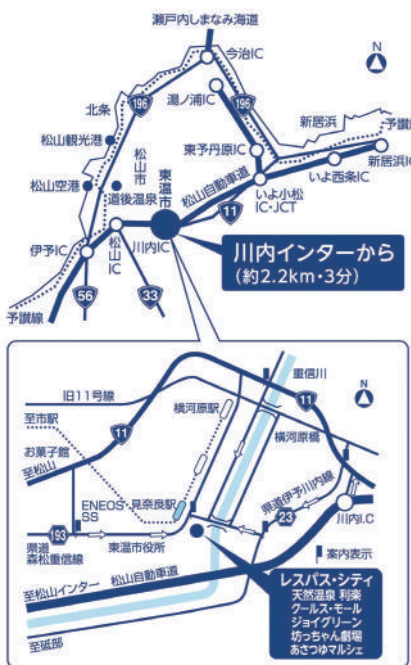 瀬戸内しまなみ海道
今治IC
N
196
湯ノ浦IC
196
北条
新居浜
予讃線
松山観光港
東予丹原IC
新居浜IC
松山市
東温市
松山自動車道
いよ西条IC
松山空港
道後温泉
11
いよ小松
IC・JCT
伊予IC
松山IC
川内IC
川内インターから
(約2.2km・3分)
56
33
予讃線
重信川
旧11号線
横河原駅
11
N
至市駅
11
横河原橋
お菓子館
至松山
ENEOS
SS
見奈良駅
県道伊予川内線
193
23
川内I.C
県道
森松重信線
東温市役所
案内表示
至松山インター
松山自動車道
レスパス・シティ
天然温泉 利楽
クールス・モール
ジョイグリーン
坊っちゃん劇場
あさつゆマルシェ
至砥部